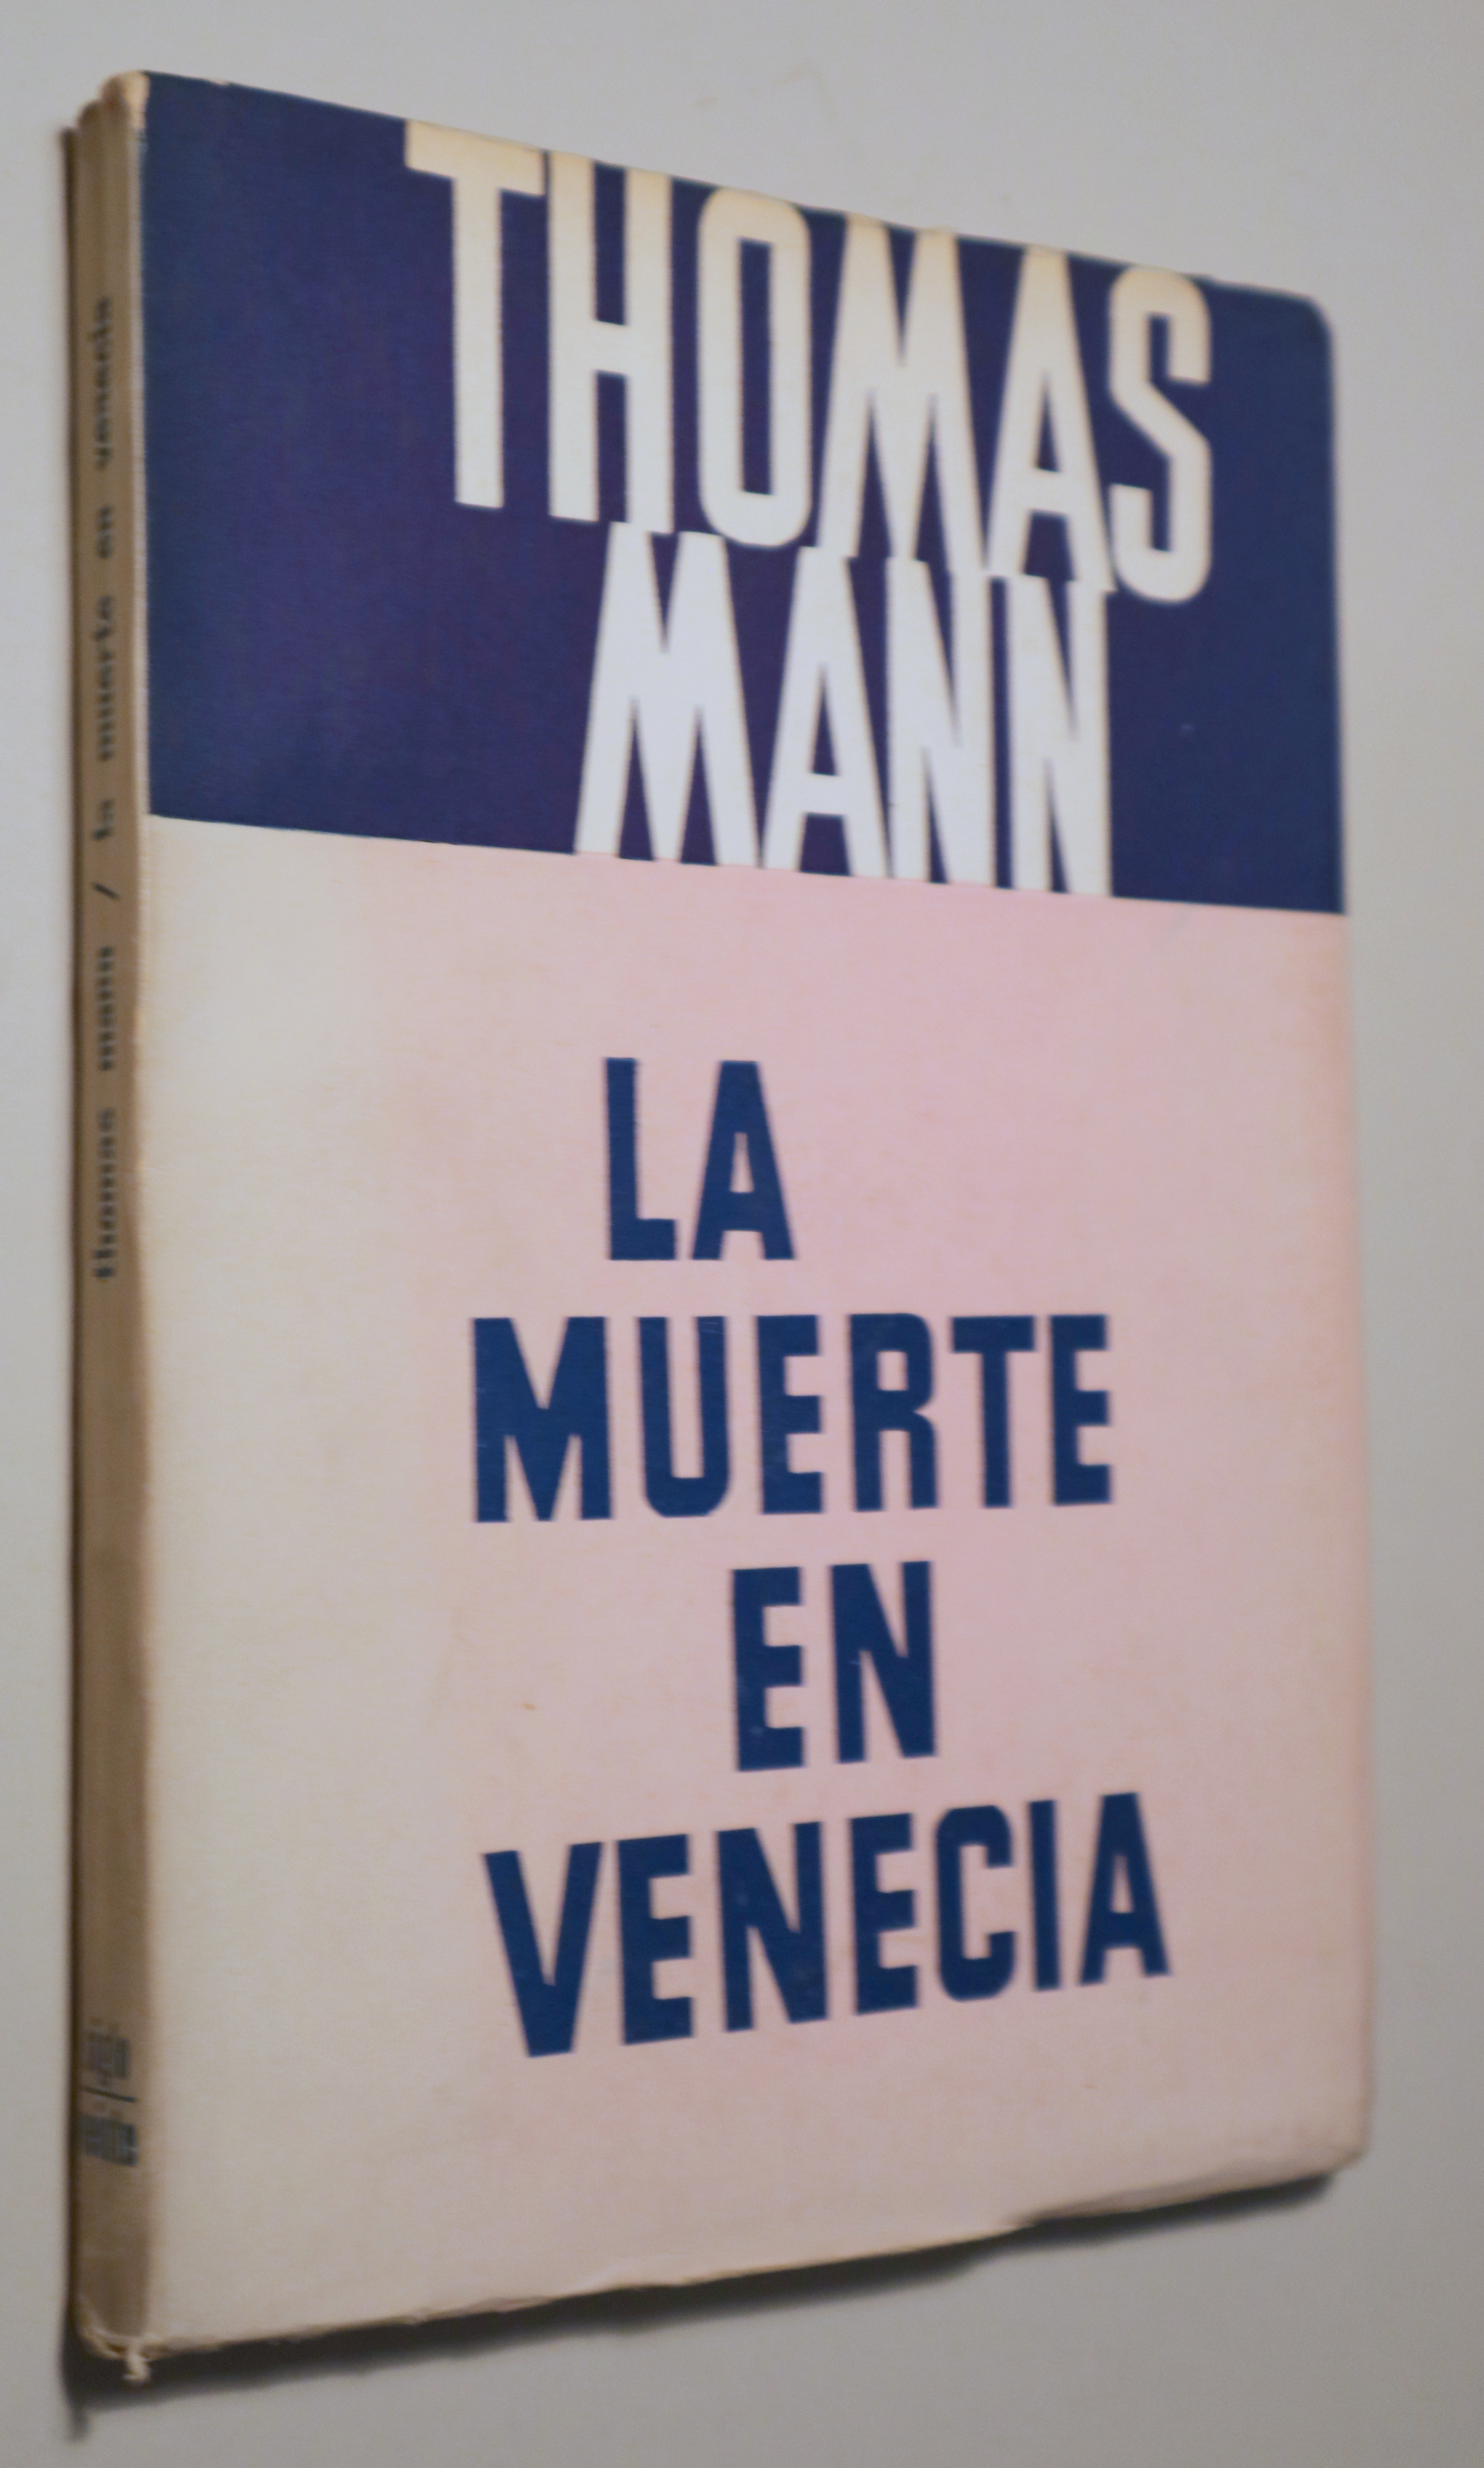 THOMAS
MANN
LA
MUERTE
EN
VENECIA
thomas mann / la muerte en venecia